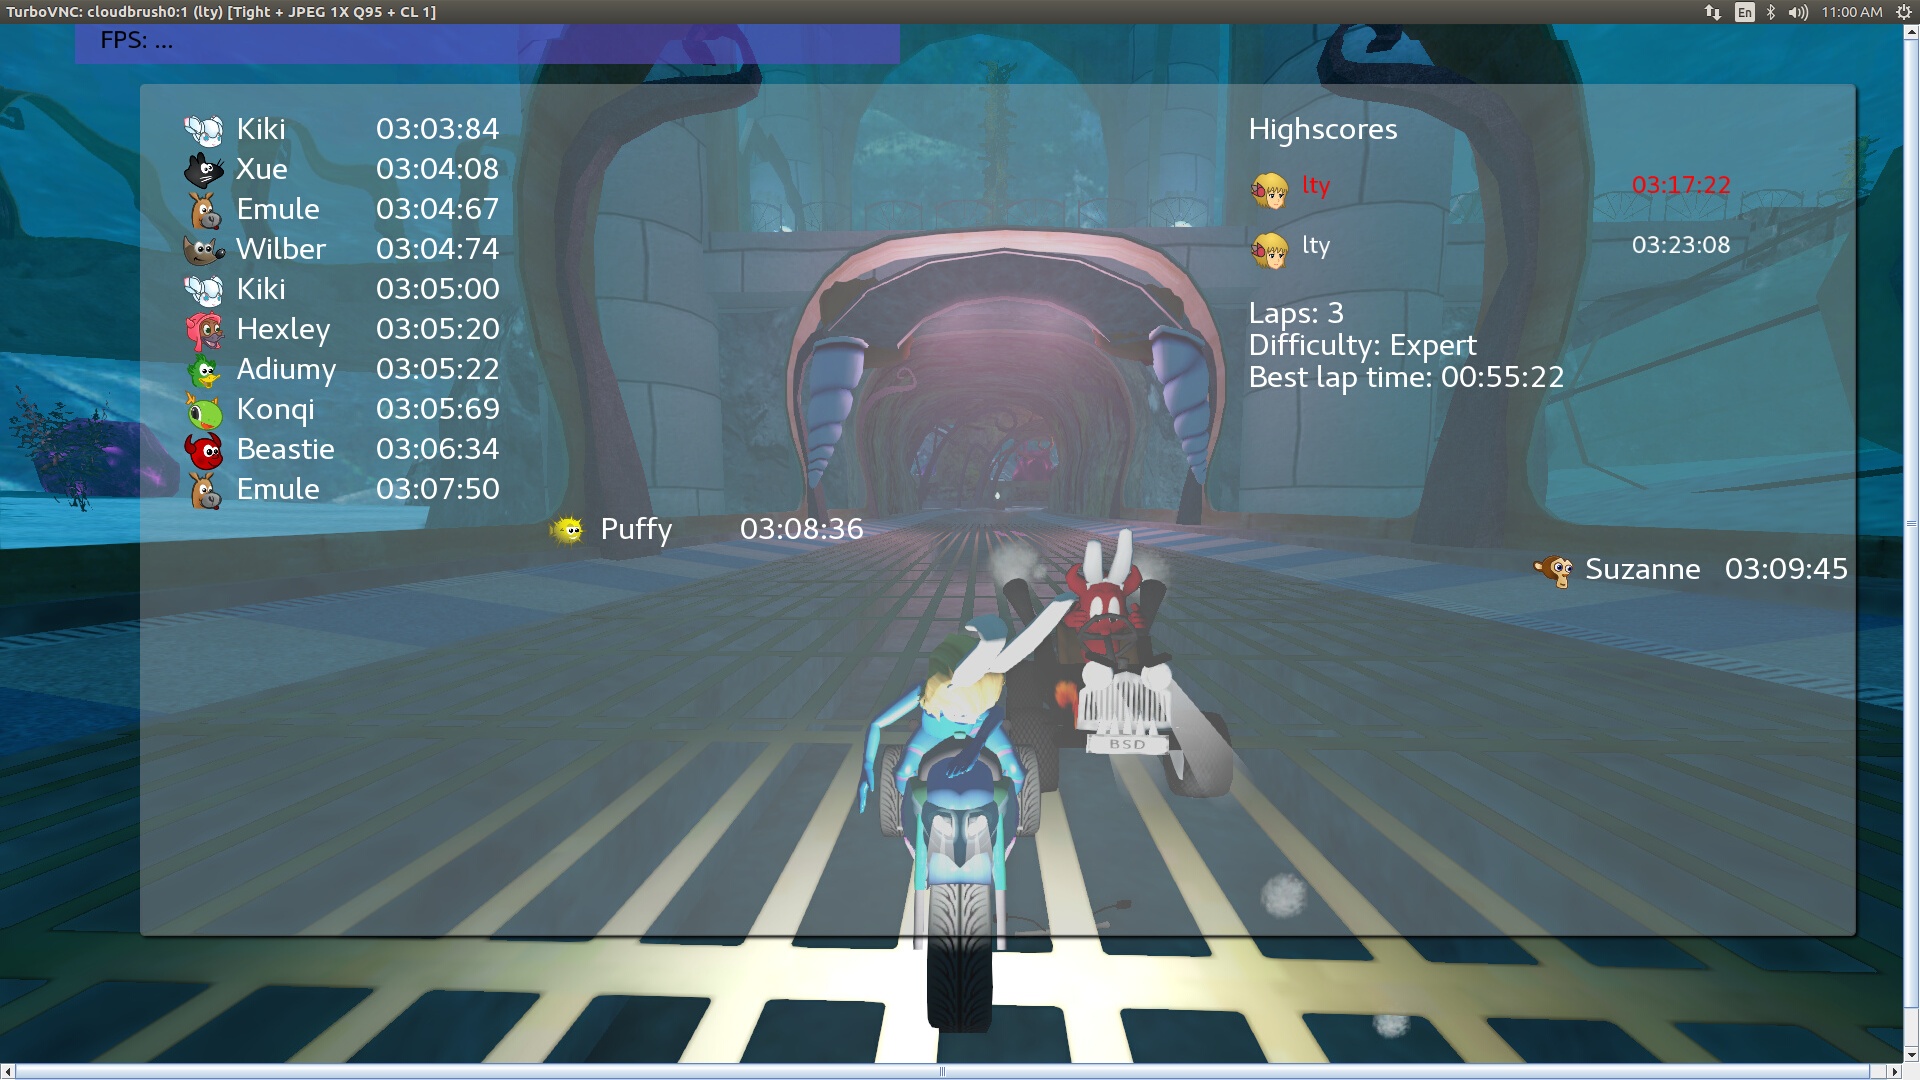 TurboVNC: cloudbrush0:1 (lty) [Tight + JPEG 1X Q95 + CL 1]
En
11:00 AM
FPS: ...
Kiki 03:03:84
Xue 03:04:08
Emule 03:04:67
Wilber 03:04:74
Kiki 03:05:00
Hexley 03:05:20
Adiumy 03:05:22
Konqi 03:05:69
Beastie 03:06:34
Emule 03:07:50
Puffy 03:08:36
Suzanne 03:09:45
Highscores
lty 03:17:22
lty 03:23:08
Laps: 3
Difficulty: Expert
Best lap time: 00:55:22
BSD